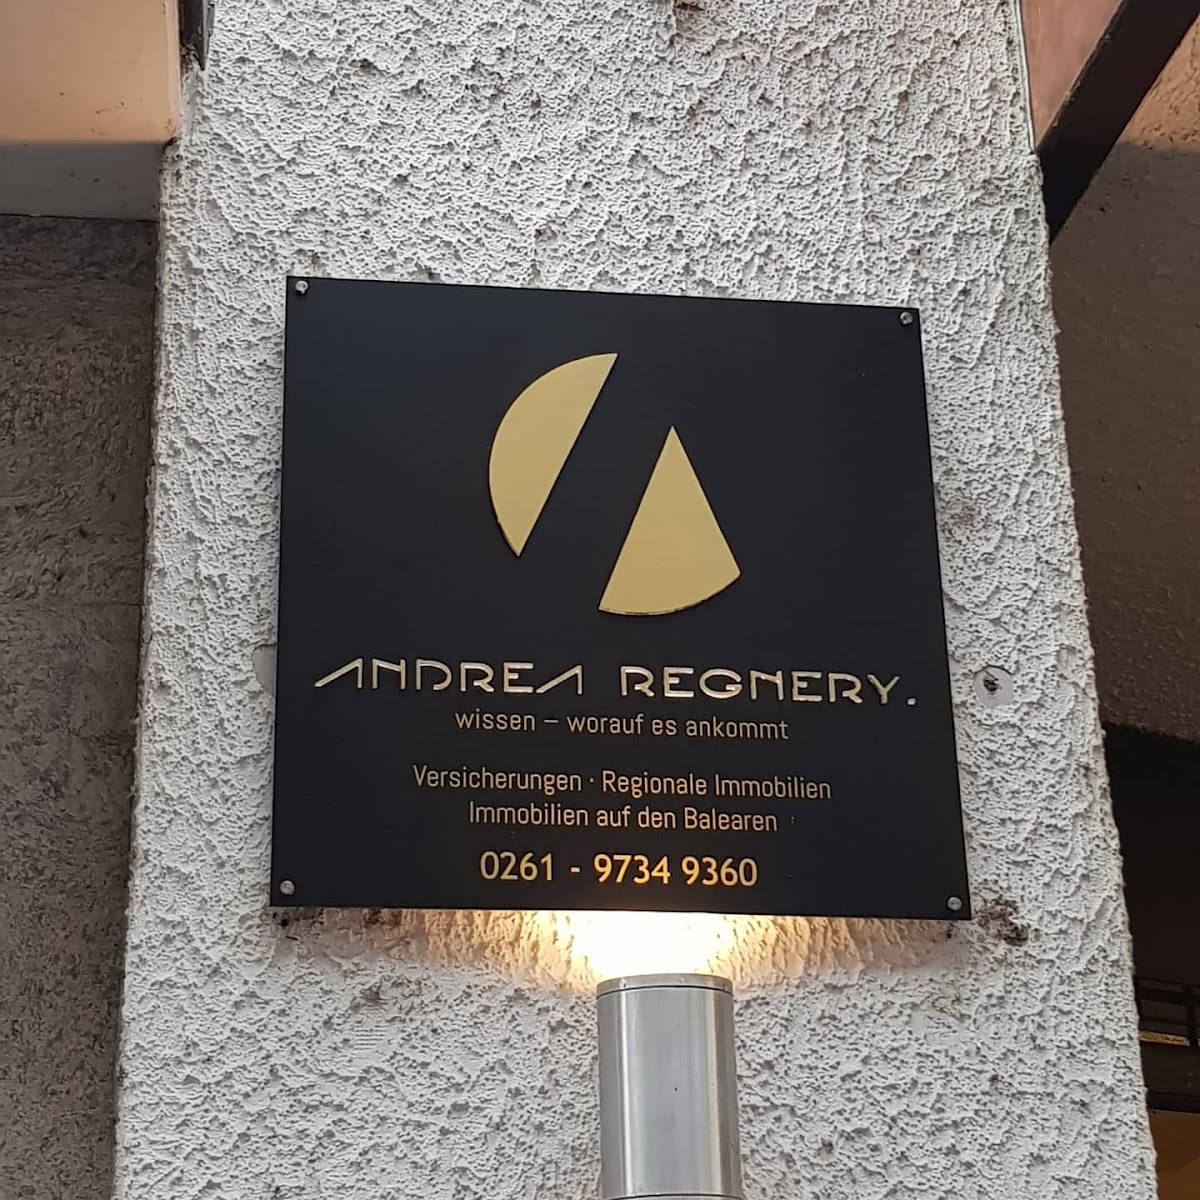 ANDREA REGNERY.
wissen – worauf es ankommt
Versicherungen · Regionale Immobilien
Immobilien auf den Balearen
0261 - 9734 9360